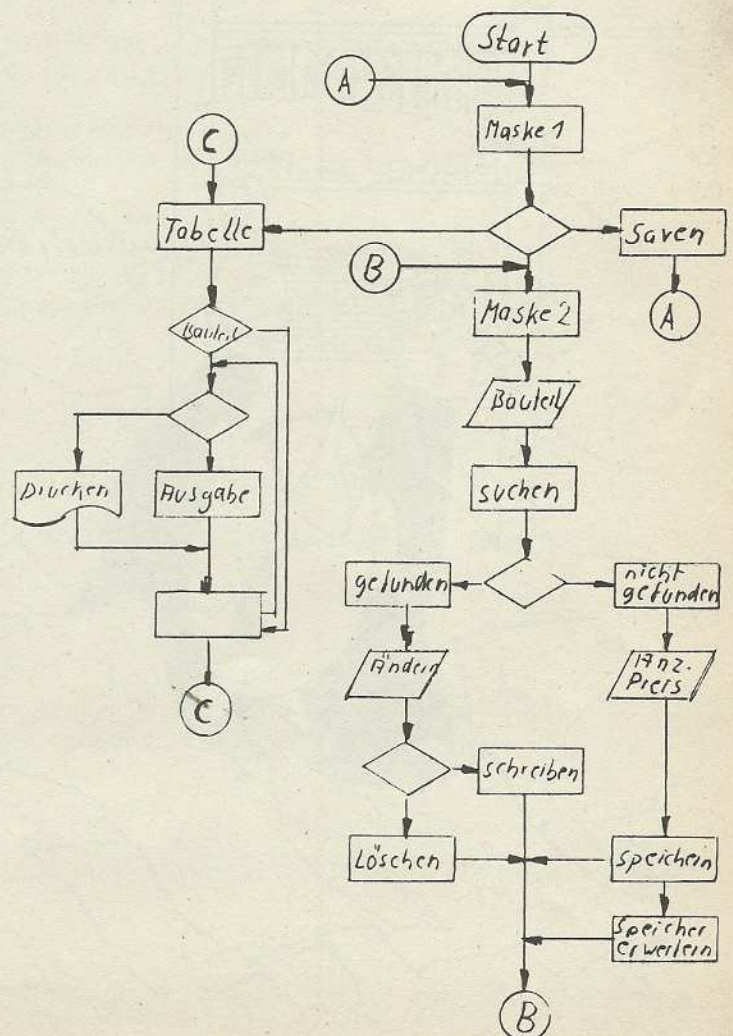 Start
A
Maske 1
C
Tabelle
Saven
B
Maske 2
A
Bauteil
Bauteil
suchen
Drucken
Ausgabe
gefunden
nicht
gefunden
Ändern
Anz.
Preis
C
schreiben
Löschen
speichern
Speicher
erweitern
B